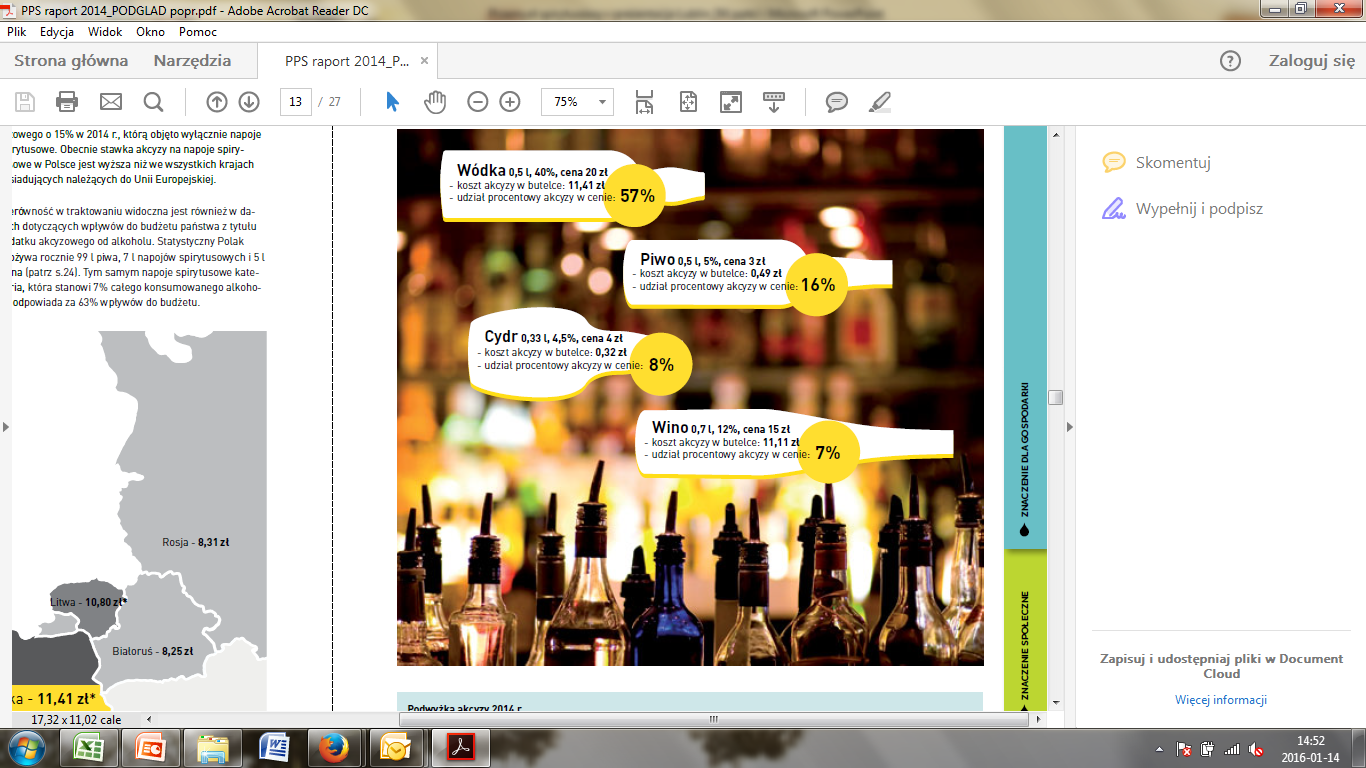 PPS raport 2014_PODGLAD popr.pdf - Adobe Acrobat Reader DC
Plik Edycja Widok Okno Pomoc
Strona główna Narzędzia PPS raport 2014_P... × Zaloguj się
13 / 27 75%
owego o 15% w 2014 r., którą objęto wyłącznie napoje
rytusowe. Obecnie stawka akcyzy na napoje spiry-
owe w Polsce jest wyższa niż we wszystkich krajach
siadujących należących do Unii Europejskiej.
erówność w traktowaniu widoczna jest również w da-
ch dotyczących wpływów do budżetu państwa z tytułu
datku akcyzowego od alkoholu. Statystyczny Polak
ożywa rocznie 99 l piwa, 7 l napojów spirytusowych i 5 l
na (patrz s.24). Tym samym napoje spirytusowe kate-
ria, która stanowi 7% całego konsumowanego alkoho-
odpowiada za 63% wpływów do budżetu.
Rosja - 8,31 zł
Litwa - 10,80 zł*
Białoruś - 8,25 zł
ka - 11,41 zł*
Wódka 0,5 l, 40%, cena 20 zł
- koszt akcyzy w butelce: 11,41 zł
- udział procentowy akcyzy w cenie:
57%
Piwo 0,5 l, 5%, cena 3 zł
- koszt akcyzy w butelce: 0,49 zł
- udział procentowy akcyzy w cenie:
16%
Cydr 0,33 l, 4,5%, cena 4 zł
- koszt akcyzy w butelce: 0,32 zł
- udział procentowy akcyzy w cenie:
8%
Wino 0,7 l, 12%, cena 15 zł
- koszt akcyzy w butelce: 11,11 zł
- udział procentowy akcyzy w cenie:
7%
Podwyżka akcyzy 2014 r.
ZNACZENIE DLA GOSPODARKI
ZNACZENIE SPOŁECZNE
Skomentuj
Wypełnij i podpisz
Zapisuj i udostępniaj pliki w Document
Cloud
Więcej informacji
17,32 x 11,02 cale
14:52
2016-01-14